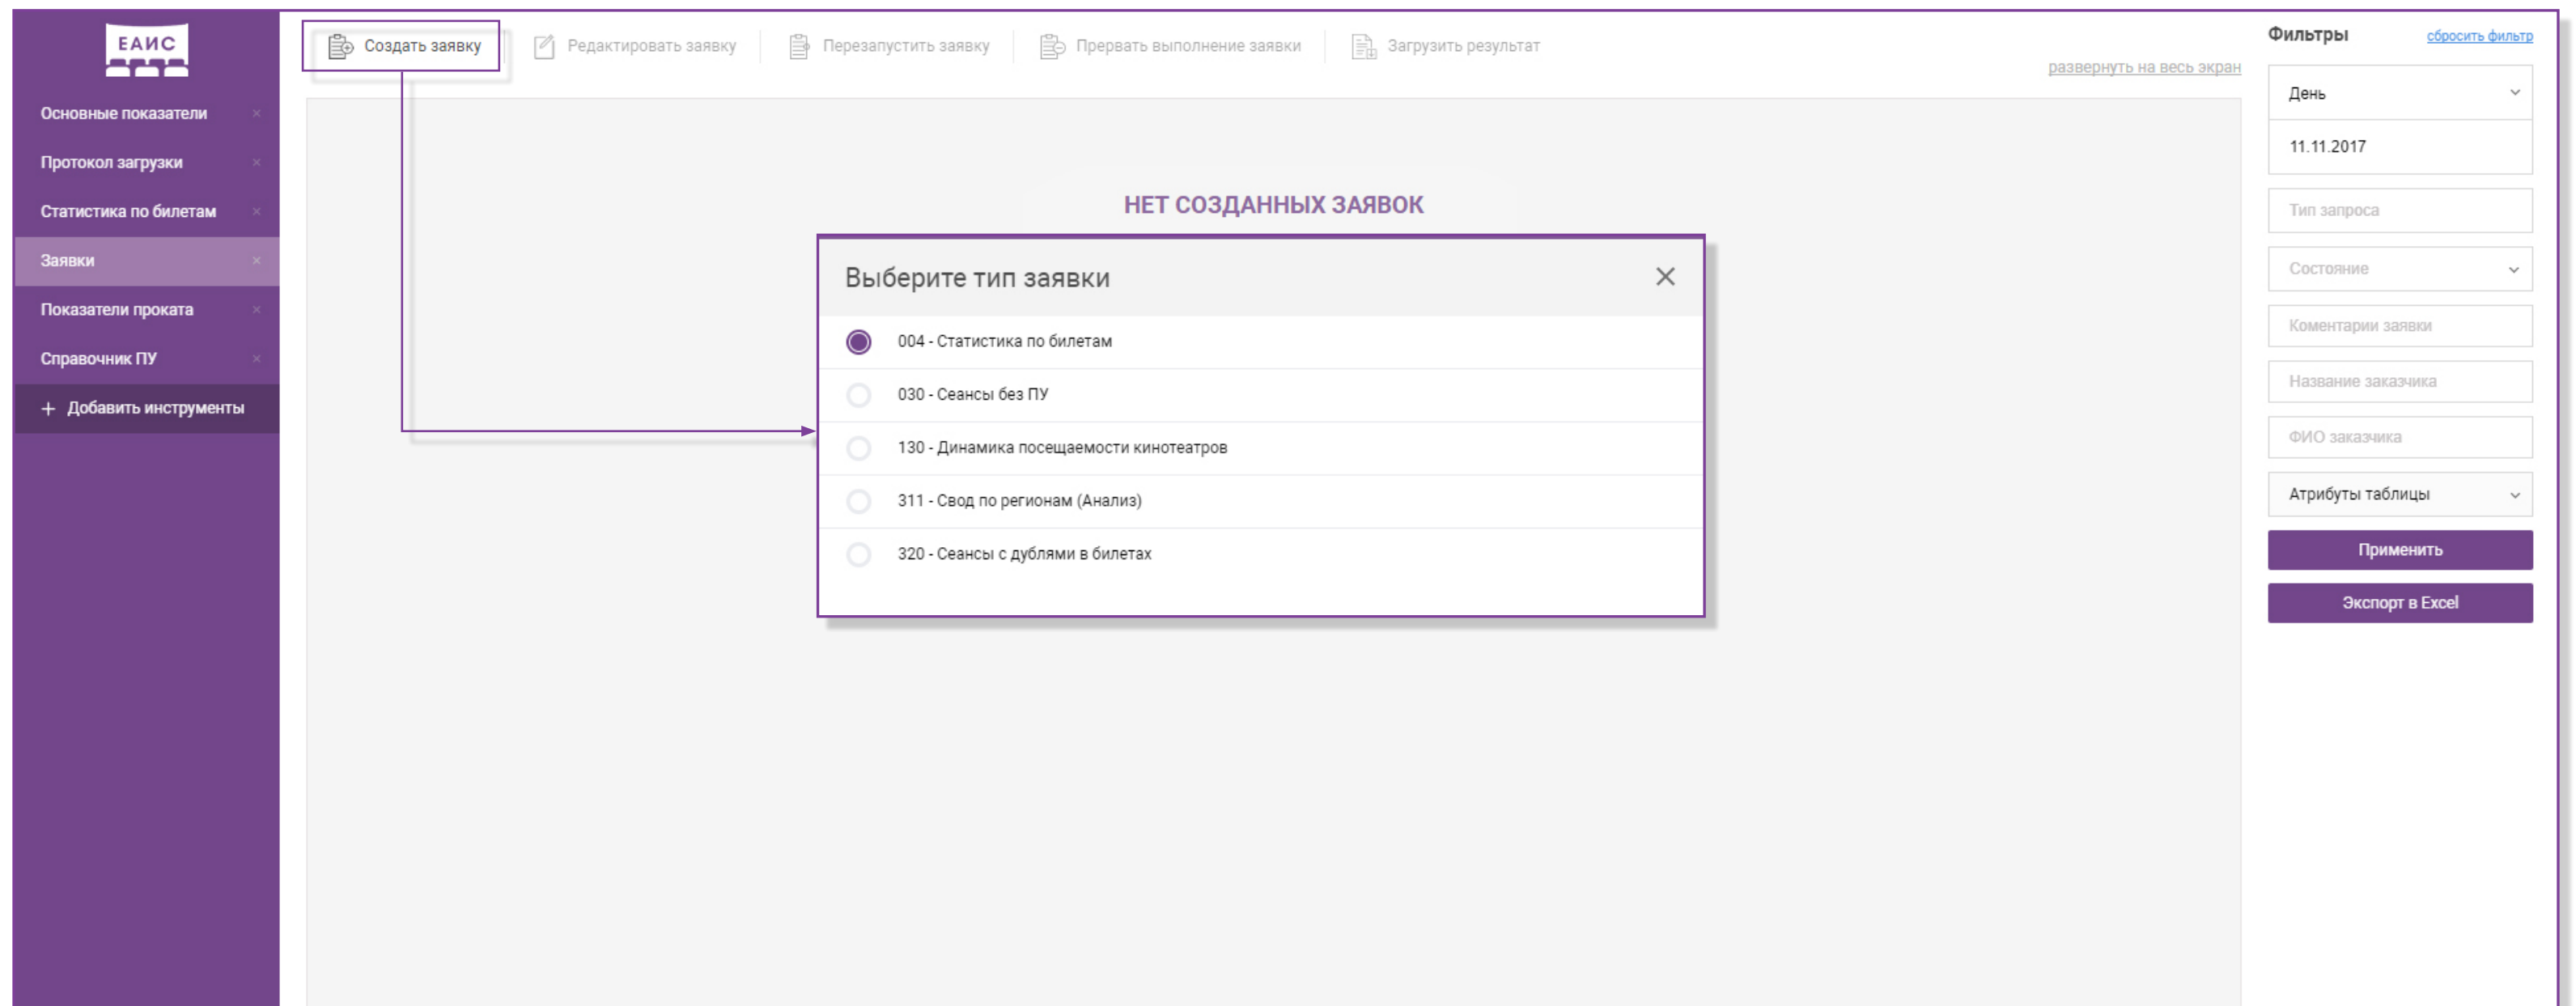 ЕАИС
Основные показатели
Протокол загрузки
Статистика по билетам
Заявки
Показатели проката
Справочник ПУ
+ Добавить инструменты
Создать заявку
Редактировать заявку
Перезапустить заявку
Прервать выполнение заявки
Загрузить результат
развернуть на весь экран
НЕТ СОЗДАННЫХ ЗАЯВОК
Выберите тип заявки
004 - Статистика по билетам
030 - Сеансы без ПУ
130 - Динамика посещаемости кинотеатров
311 - Свод по регионам (Анализ)
320 - Сеансы с дублями в билетах
Фильтры
сбросить фильтр
День
11.11.2017
Тип запроса
Состояние
Коментарии заявки
Название заказчика
ФИО заказчика
Атрибуты таблицы
Применить
Экспорт в Excel